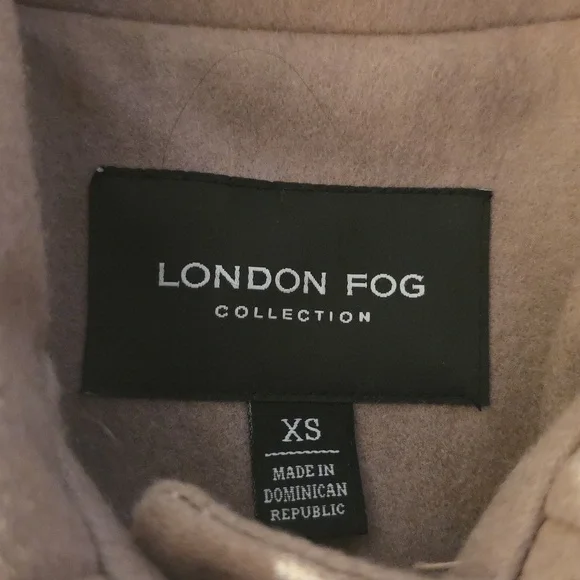 LONDON FOG
COLLECTION
XS
MADE IN
DOMINICAN
REPUBLIC